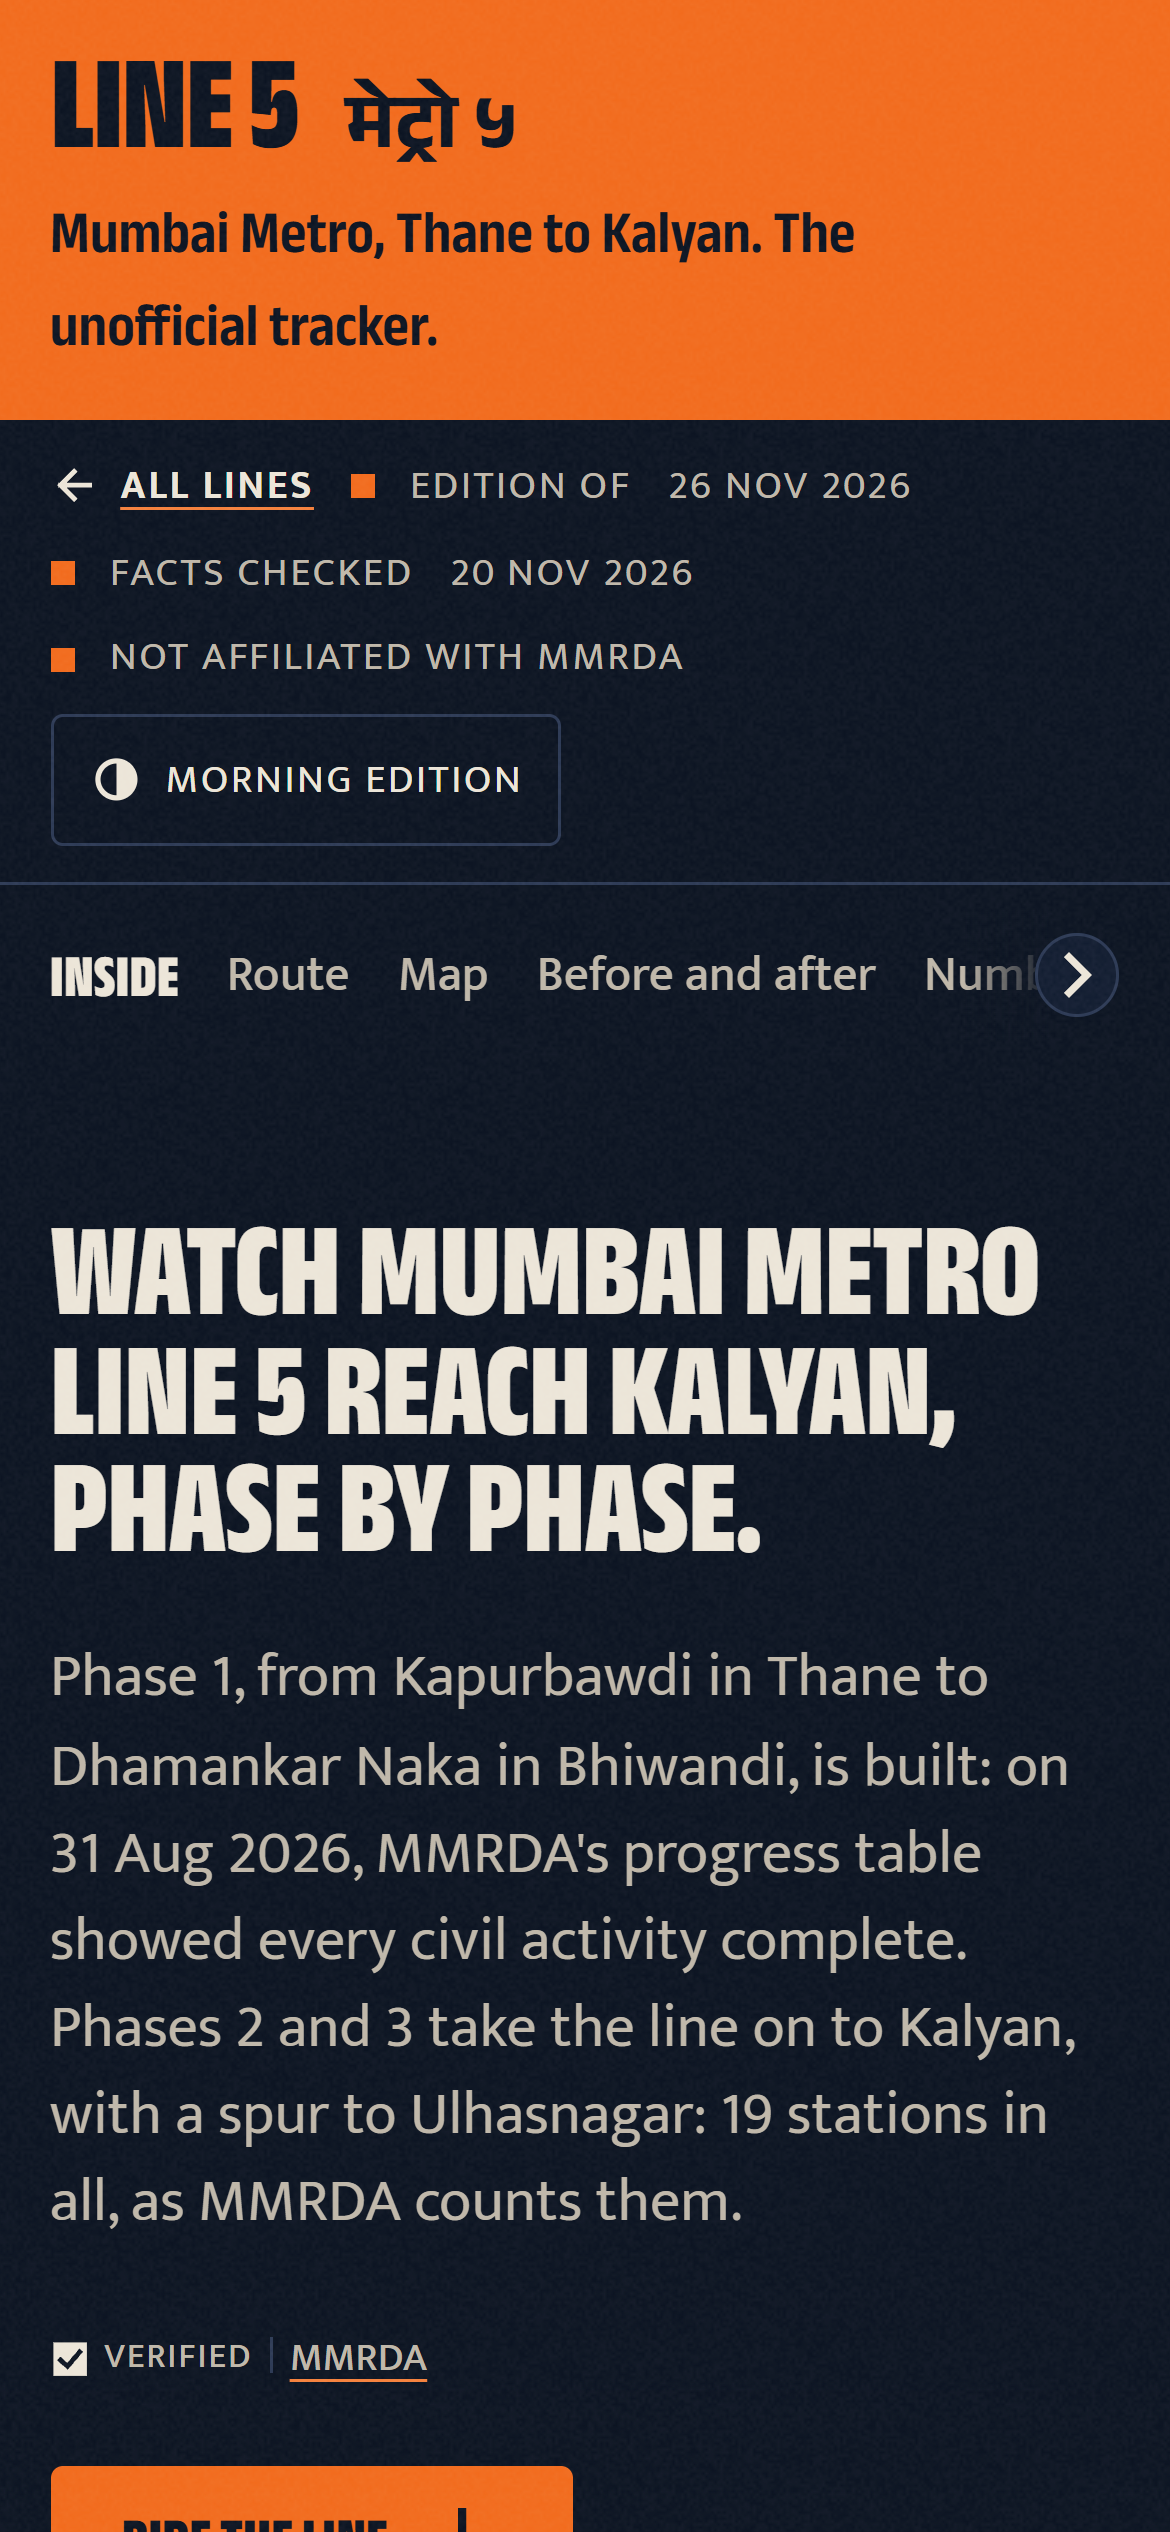 LINE 5 मेट्रो ५
Mumbai Metro, Thane to Kalyan. The
unofficial tracker.
ALL LINES EDITION OF 26 NOV 2026
FACTS CHECKED 20 NOV 2026
NOT AFFILIATED WITH MMRDA
MORNING EDITION
INSIDE Route Map Before and after
WATCH MUMBAI METRO
LINE 5 REACH KALYAN,
PHASE BY PHASE.
Phase 1, from Kapurbawdi in Thane to
Dhamankar Naka in Bhiwandi, is built: on
31 Aug 2026, MMRDA's progress table
showed every civil activity complete.
Phases 2 and 3 take the line on to Kalyan,
with a spur to Ulhasnagar: 19 stations in
all, as MMRDA counts them.
VERIFIED MMRDA
RIDE THE LINE